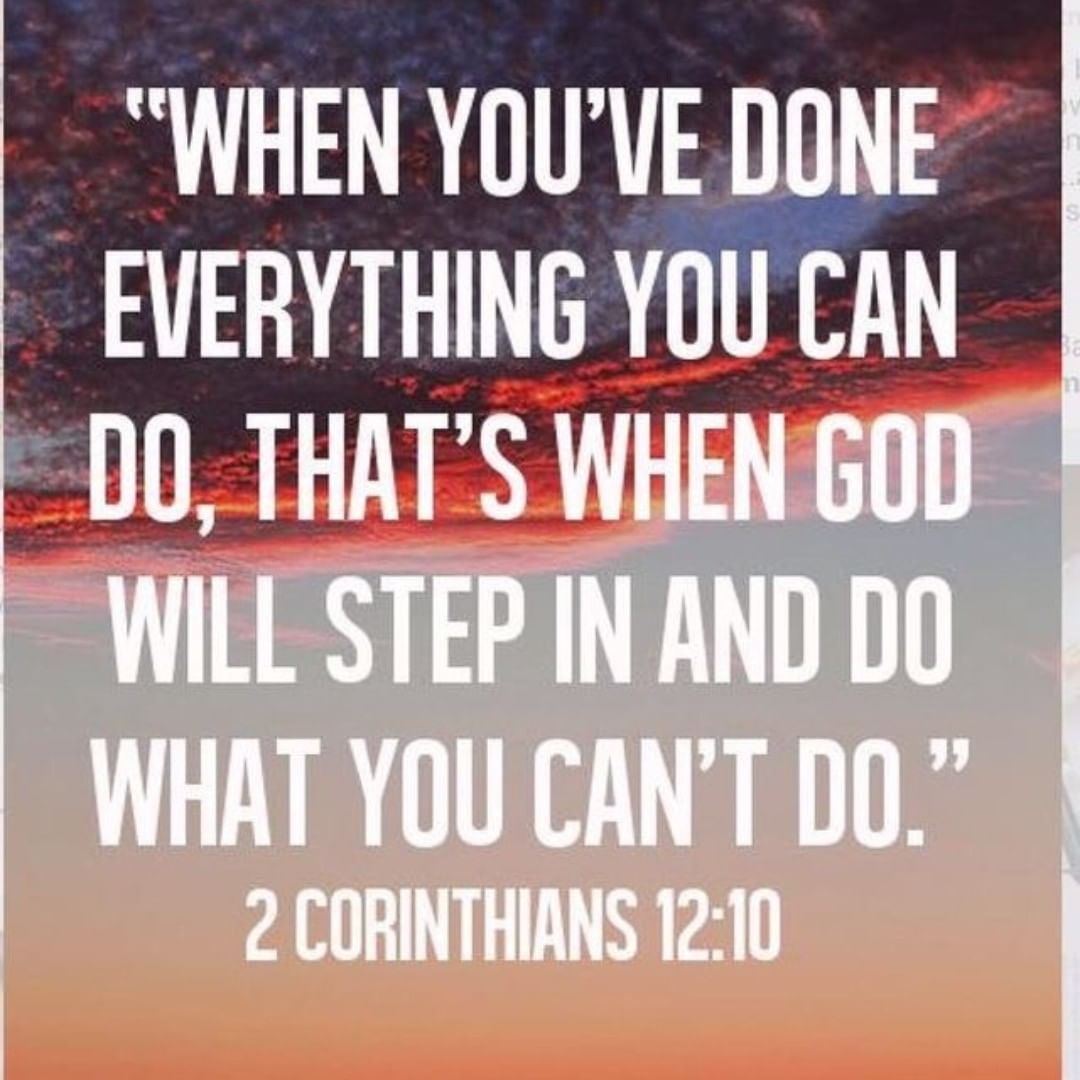 “WHEN YOU’VE DONE
EVERYTHING YOU CAN
DO, THAT’S WHEN GOD
WILL STEP IN AND DO
WHAT YOU CAN’T DO.”
2 CORINTHIANS 12:10